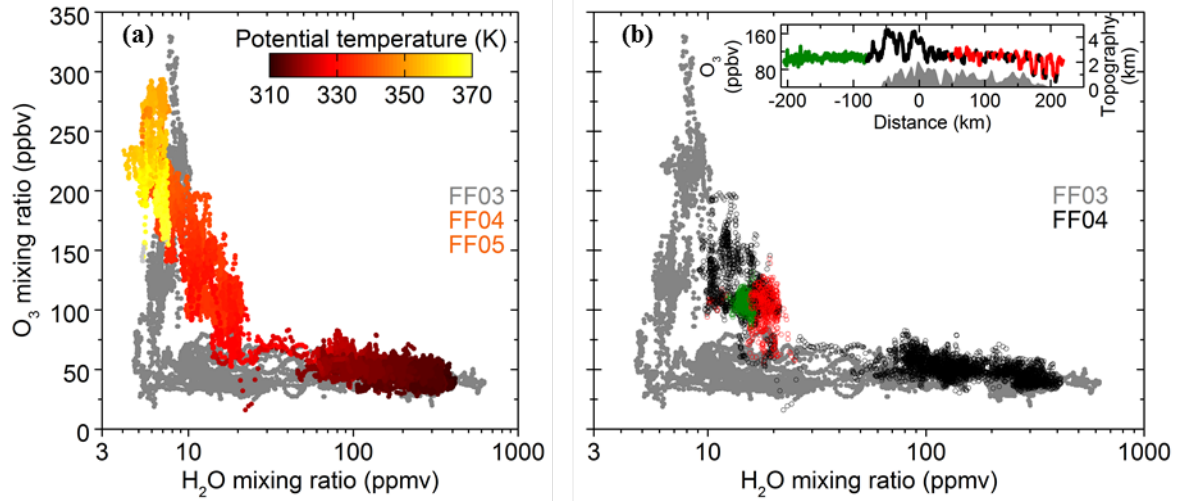 (a)
Potential temperature (K)
310 330 350 370
350
300
250
200
150
100
50
0
O3 mixing ratio (ppbv)
FF03
FF04
FF05
3 10 100 1000
H2O mixing ratio (ppmv)
(b)
160
80
O3
(ppbv)
4
2
0
Topography
(km)
-200 -100 0 100 200
Distance (km)
FF03
FF04
3 10 100 1000
H2O mixing ratio (ppmv)